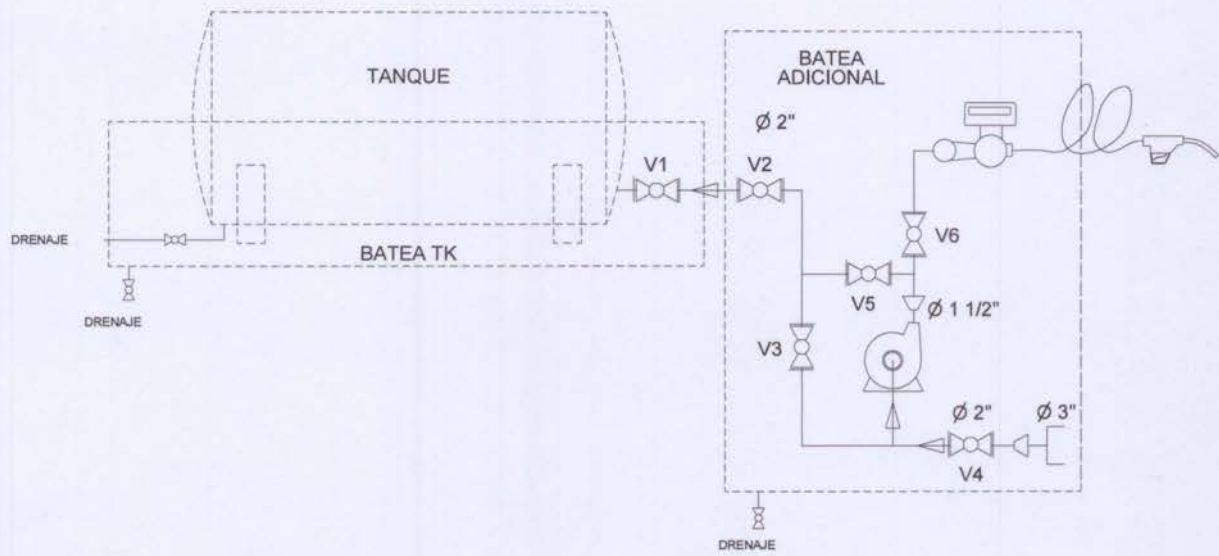 TANQUE
BATEA
ADICIONAL
Ø 2"
V1
V2
V6
DRENAJE
BATEA TK
V5
Ø 1 1/2"
DRENAJE
V3
Ø 2"
Ø 3"
V4
DRENAJE